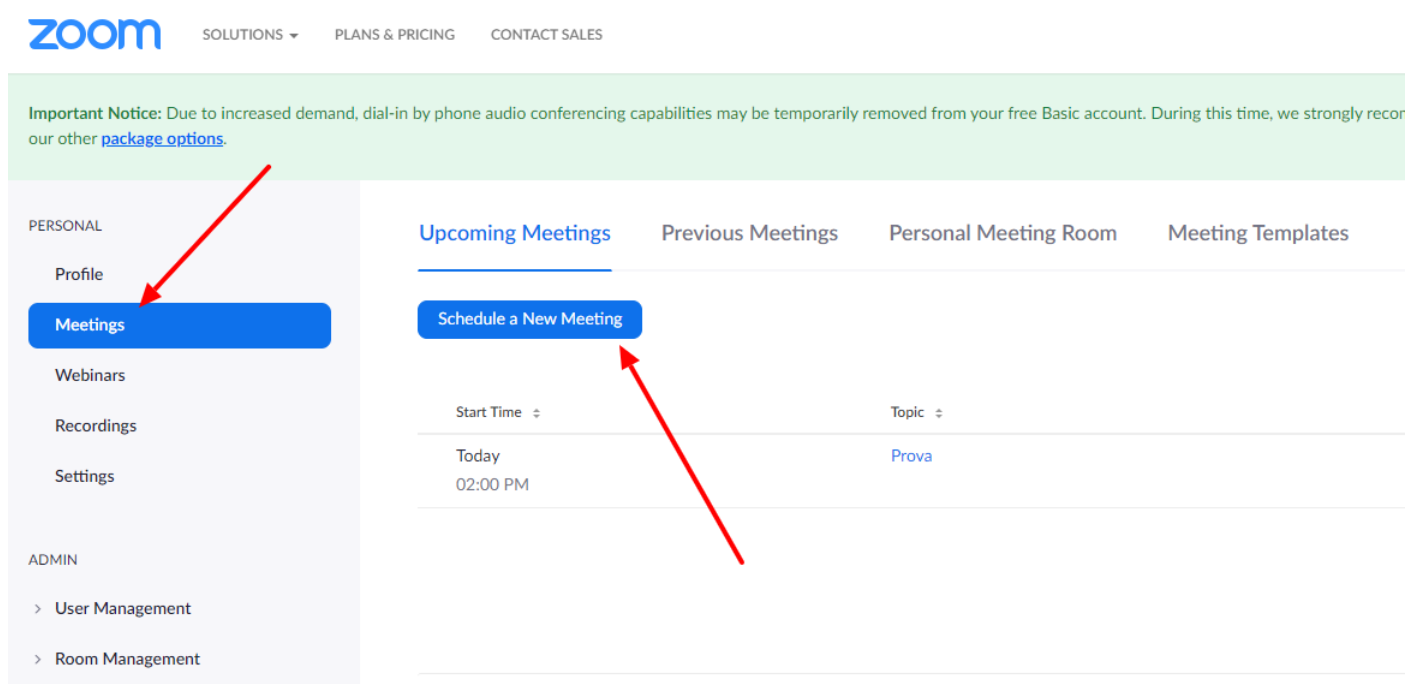 zoom
SOLUTIONS
PLANS & PRICING
CONTACT SALES
Important Notice: Due to increased demand, dial-in by phone audio conferencing capabilities may be temporarily removed from your free Basic account. During this time, we strongly
our other package options.
PERSONAL
Profile
Meetings
Webinars
Recordings
Settings
ADMIN
User Management
Room Management
Upcoming Meetings
Previous Meetings
Personal Meeting Room
Meeting Templates
Schedule a New Meeting
Start Time
Topic
Today
Prova
02:00 PM